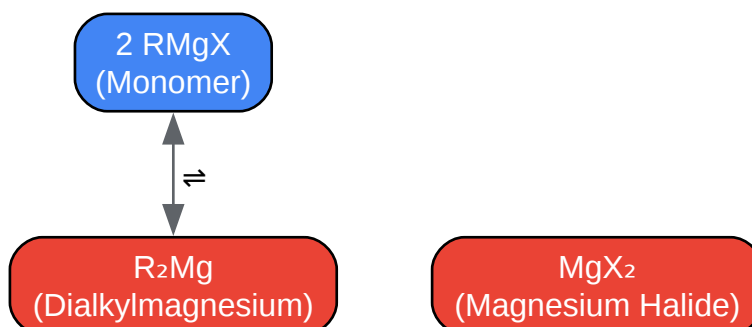 2 RMgX
(Monomer)
⇌
R₂Mg
(Dialkylmagnesium)
MgX₂
(Magnesium Halide)